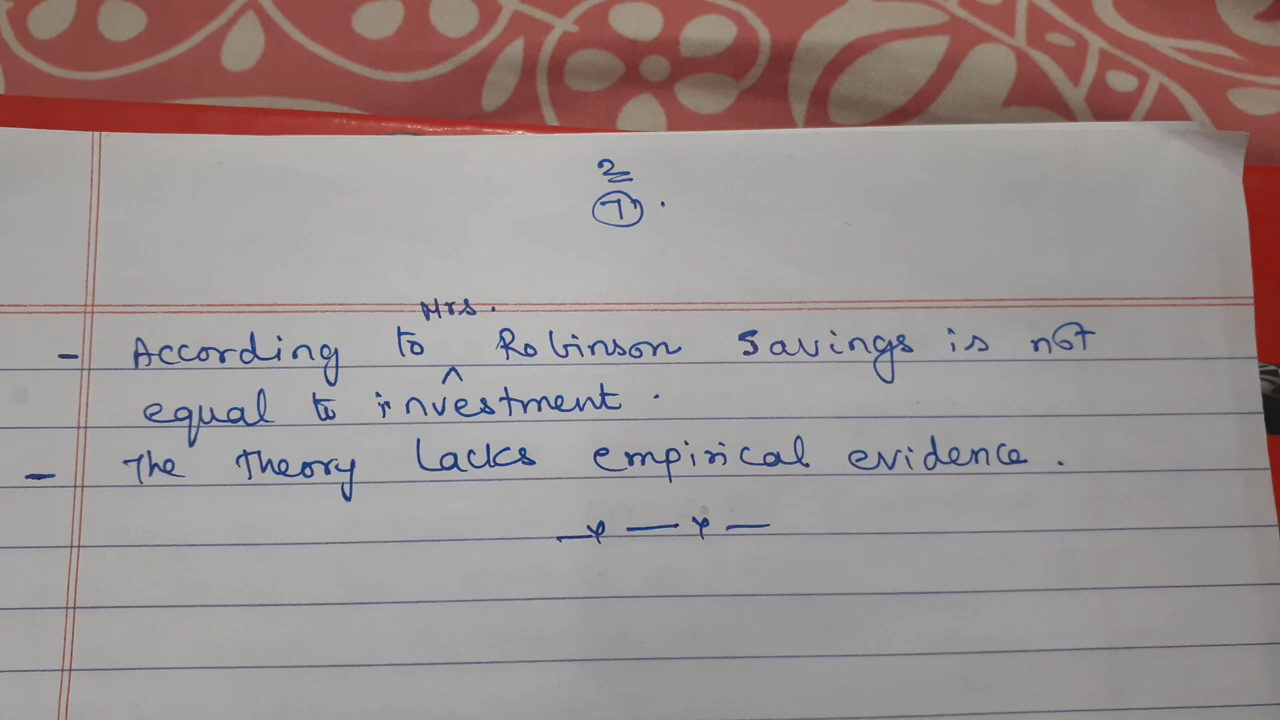 2
7.
Mrs.
- According to ^ Robinson Savings is not
equal to investment.
- The Theory Lacks empirical evidence.